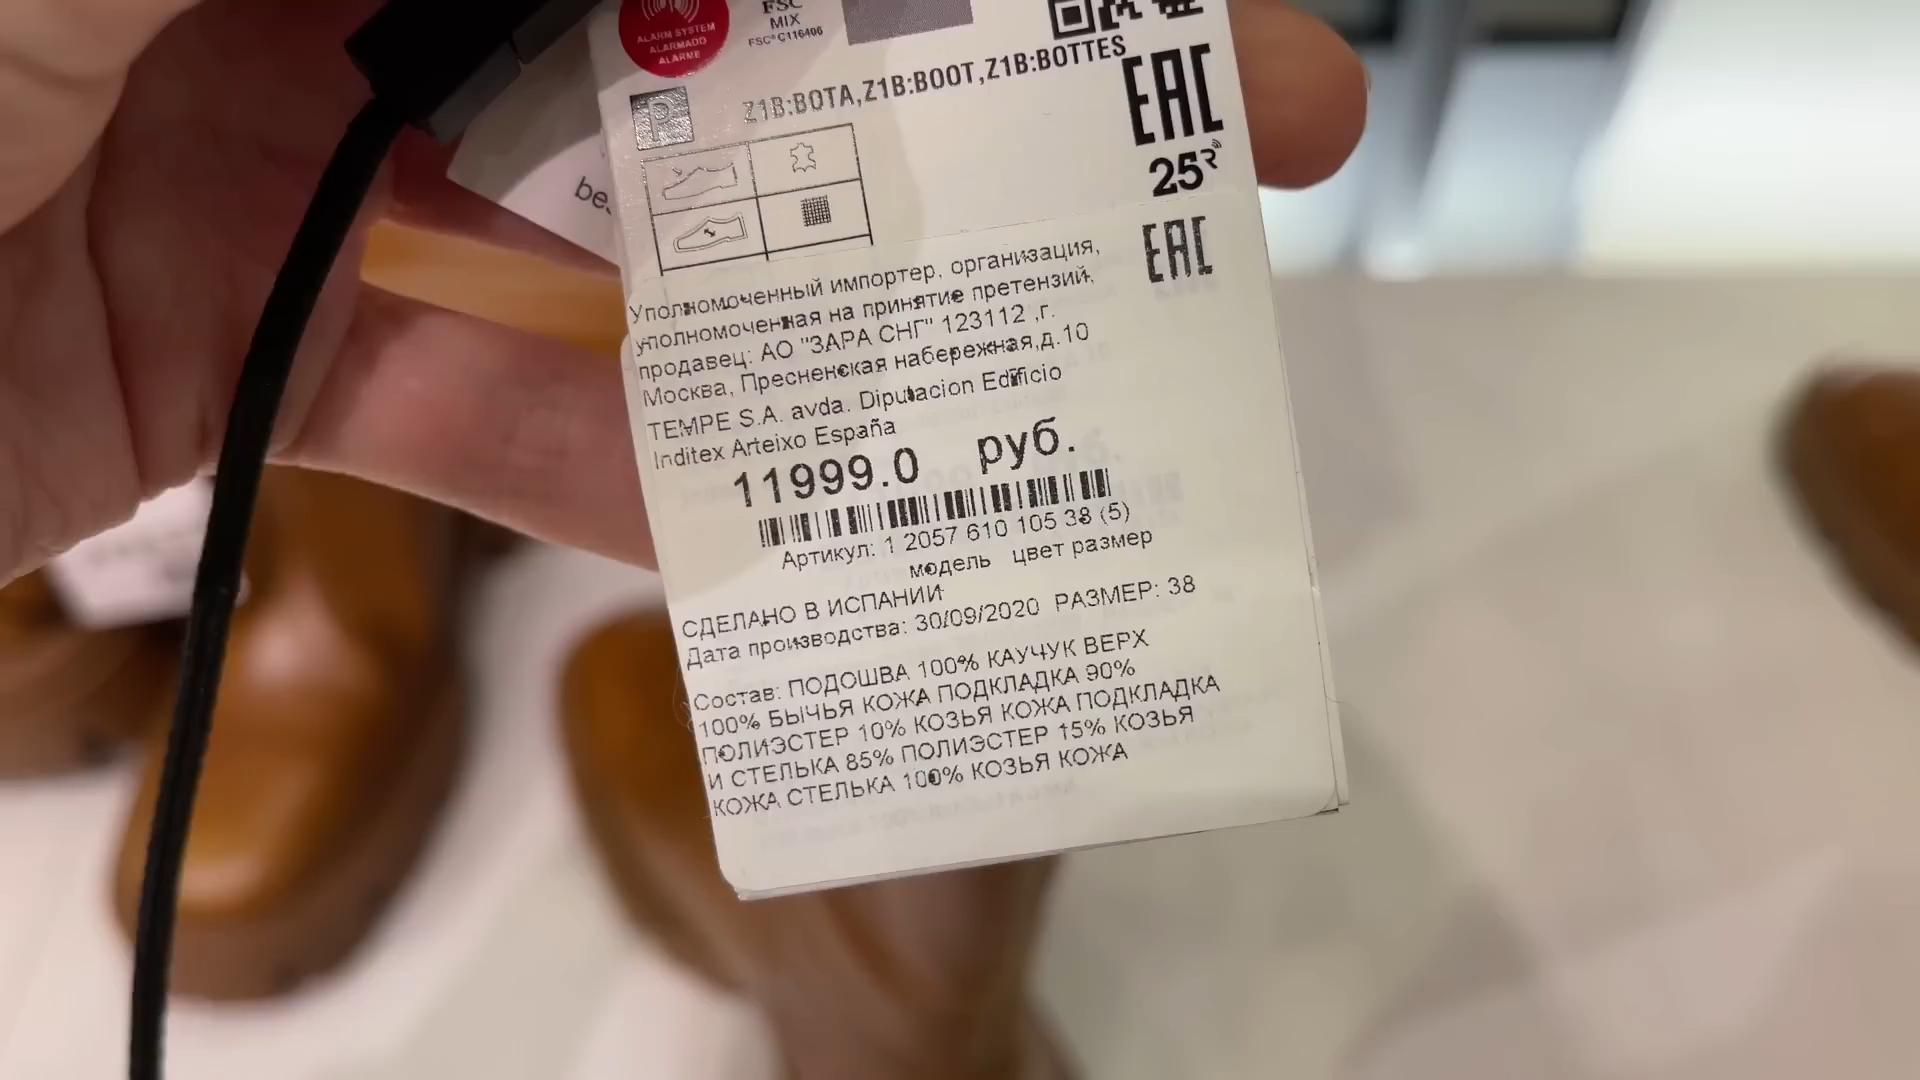 FSC
MIX
FSC® C116406
ALARM SYSTEM
ALARMADO
ALARME
P
Z1B:BOTA,Z1B:BOOT,Z1B:BOTTES
EAC
25
EAC
Уполномоченный импортер, организация,
уполномоченная на принятие претензий,
продавец: АО "ЗАРА СНГ" 123112 ,г.
Москва, Пресненская набережная,д.10
TEMPE S.A. avda. Diputacion Edificio
Inditex Arteixo España
11999.0 руб.
Артикул: 1 2057 610 105 38 (5)
модель цвет размер
СДЕЛАНО В ИСПАНИИ
Дата производства: 30/09/2020 РАЗМЕР: 38
Состав: ПОДОШВА 100% КАУЧУК ВЕРХ
100% БЫЧЬЯ КОЖА ПОДКЛАДКА 90%
ПОЛИЭСТЕР 10% КОЗЬЯ КОЖА ПОДКЛАДКА
И СТЕЛЬКА 85% ПОЛИЭСТЕР 15% КОЗЬЯ
КОЖА СТЕЛЬКА 100% КОЗЬЯ КОЖА